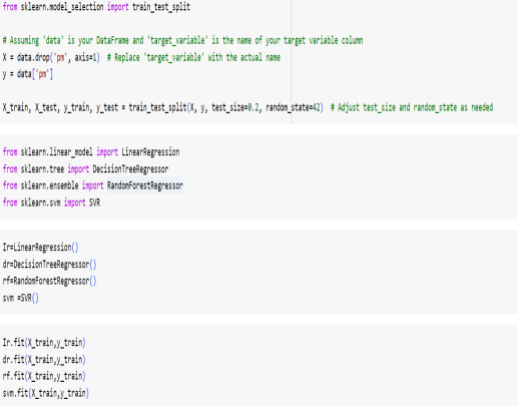 from sklearn.model_selection import train_test_split
# Assuming 'data' is your DataFrame and 'target_variable' is the name of your target variable column
X = data.drop('pm', axis=1) # Replace 'target_variable' with the actual name
y = data['pm']
X_train, X_test, y_train, y_test = train_test_split(X, y, test_size=0.2, random_state=42) # Adjust test_size and random_state as needed
from sklearn.linear_model import LinearRegression
from sklearn.tree import DecisionTreeRegressor
from sklearn.ensemble import RandomForestRegressor
from sklearn.svm import SVR
Ir=LinearRegression()
dr=DecisionTreeRegressor()
rf=RandomForestRegressor()
svm =SVR()
Ir.fit(X_train,y_train)
dr.fit(X_train,y_train)
rf.fit(X_train,y_train)
svm.fit(X_train,y_train)